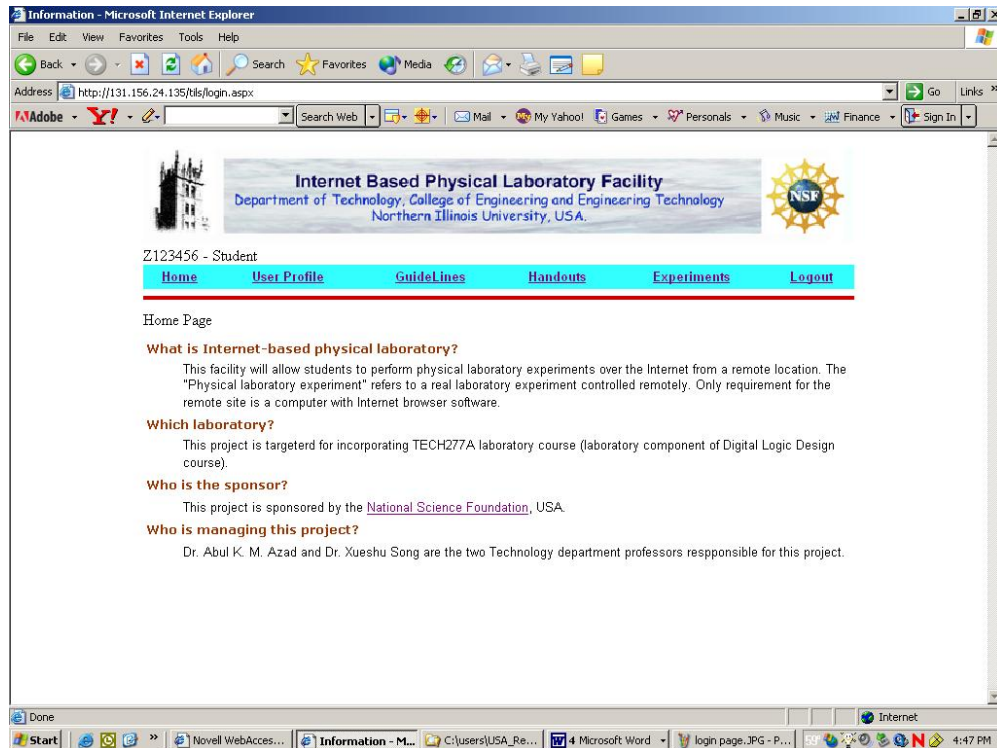 Information - Microsoft Internet Explorer
File Edit View Favorites Tools Help
Back Search Favorites Media
Address http://131.156.24.135/tils/login.aspx Go Links »
Adobe Y! Search Web Mail My Yahoo! Games Personals Music Finance Sign In
Internet Based Physical Laboratory Facility
Department of Technology, College of Engineering and Engineering Technology
Northern Illinois University, USA.
NSF
Z123456 - Student
Home User Profile GuideLines Handouts Experiments Logout
Home Page
What is Internet-based physical laboratory?
This facility will allow students to perform physical laboratory experiments over the Internet from a remote location. The
"Physical laboratory experiment" refers to a real laboratory experiment controlled remotely. Only requirement for the
remote site is a computer with Internet browser software.
Which laboratory?
This project is targeterd for incorporating TECH277A laboratory course (laboratory component of Digital Logic Design
course).
Who is the sponsor?
This project is sponsored by the National Science Foundation, USA.
Who is managing this project?
Dr. Abul K. M. Azad and Dr. Xueshu Song are the two Technology department professors respponsible for this project.
Done Internet
Start » Novell WebAcces... Information - M... C:\users\USA_Re... 4 Microsoft Word login page.JPG - P... N 4:47 PM